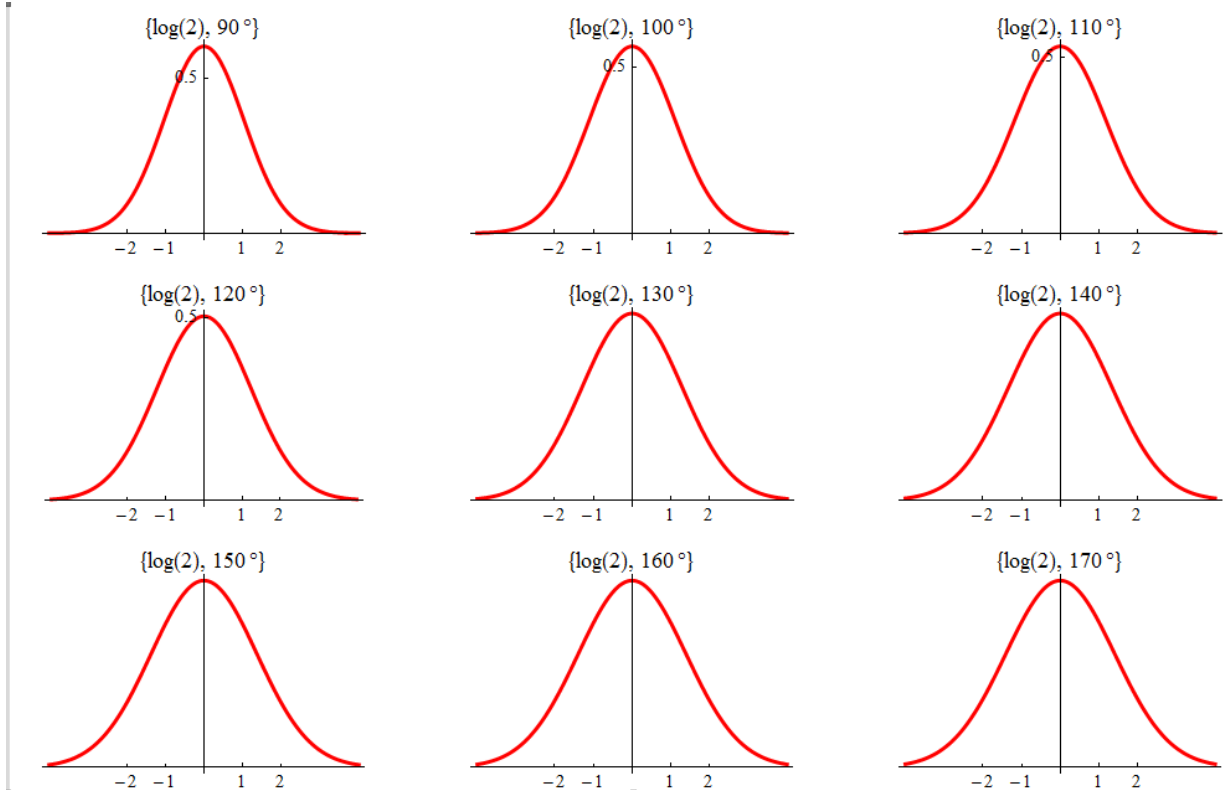 {log(2), 90 °} {log(2), 100 °} {log(2), 110 °}
0.5 0.5 0.5
−2 −1 1 2 −2 −1 1 2 −2 −1 1 2
{log(2), 120 °} {log(2), 130 °} {log(2), 140 °}
0.5
−2 −1 1 2 −2 −1 1 2 −2 −1 1 2
{log(2), 150 °} {log(2), 160 °} {log(2), 170 °}
−2 −1 1 2 −2 −1 1 2 −2 −1 1 2